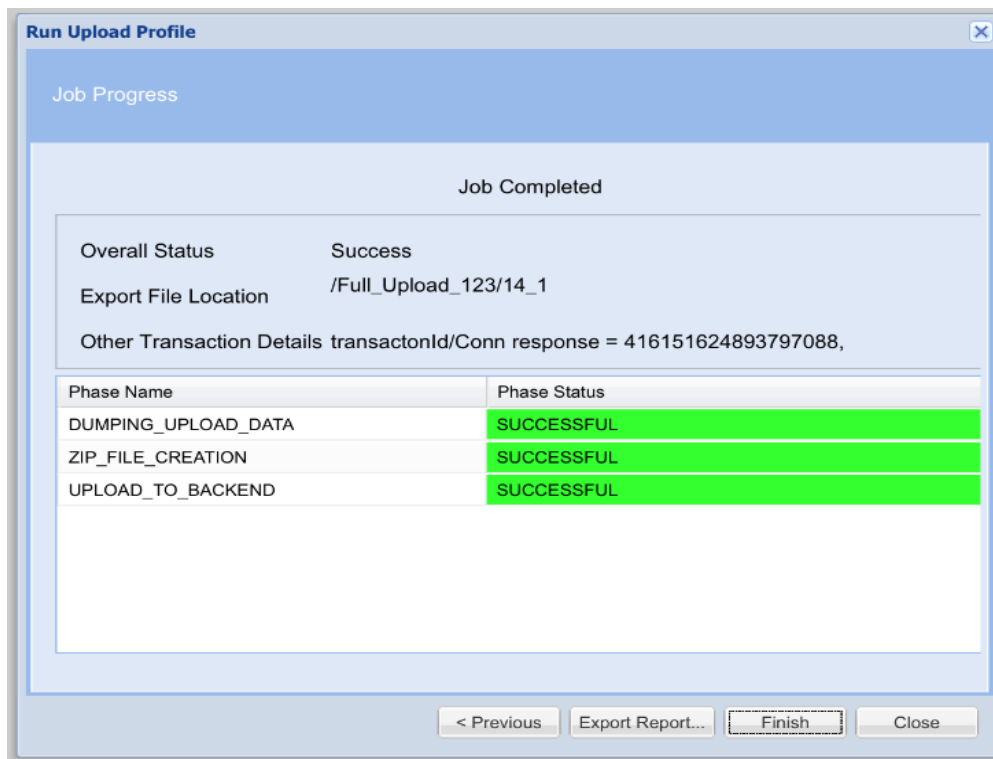 Run Upload Profile
Job Progress
Job Completed
Overall Status Success
Export File Location /Full_Upload_123/14_1
Other Transaction Details transactonId/Conn response = 416151624893797088,
Phase Name Phase Status
DUMPING_UPLOAD_DATA SUCCESSFUL
ZIP_FILE_CREATION SUCCESSFUL
UPLOAD_TO_BACKEND SUCCESSFUL
< Previous Export Report... Finish Close